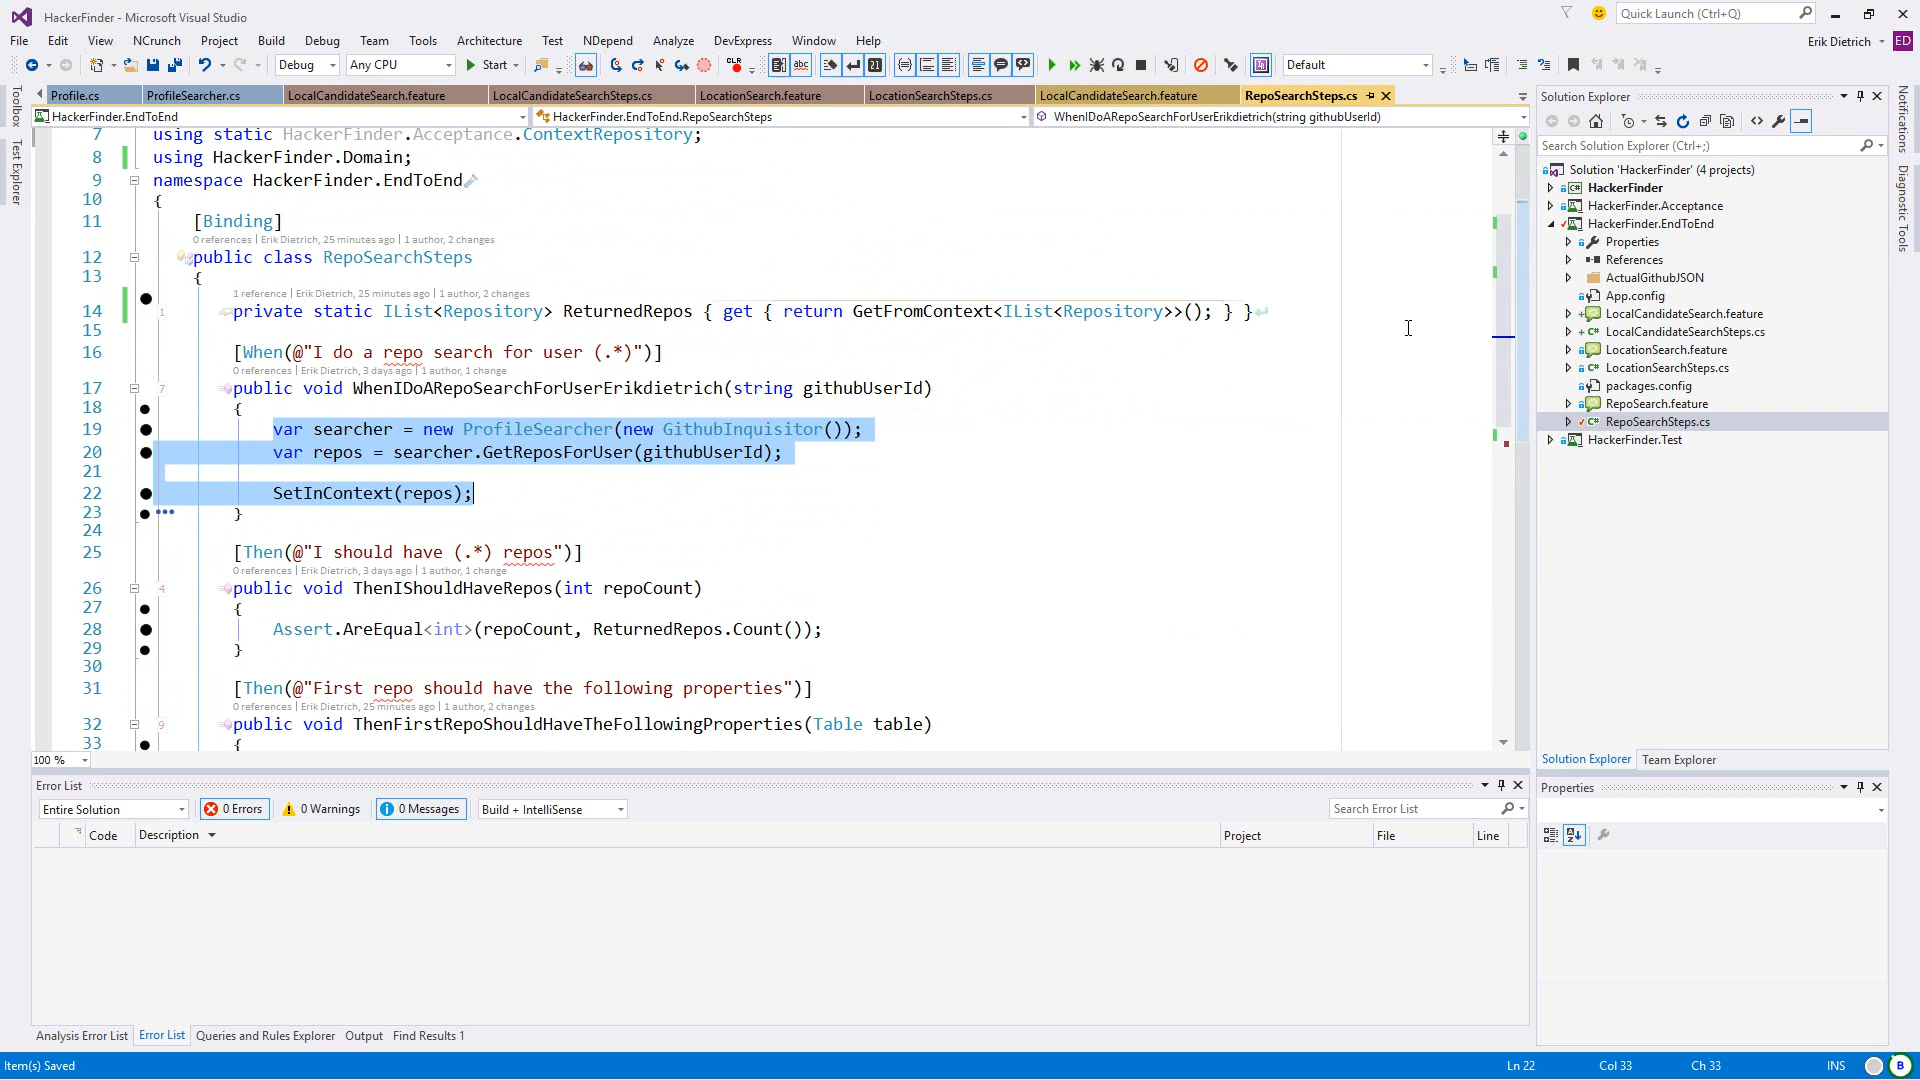 HackerFinder - Microsoft Visual Studio
Quick Launch (Ctrl+Q)
File Edit View NCrunch Project Build Debug Team Tools Architecture Test NDepend Analyze DevExpress Window Help
Erik Dietrich ED
Debug Any CPU Start CLR abc 21 Default
Toolbox
Test Explorer
Profile.cs ProfileSearcher.cs LocalCandidateSearch.feature LocalCandidateSearchSteps.cs LocationSearch.feature LocationSearchSteps.cs LocalCandidateSearch.feature RepoSearchSteps.cs
HackerFinder.EndToEnd HackerFinder.EndToEnd.RepoSearchSteps WhenIDoARepoSearchForUserErikdietrich(string githubUserId)
7 using static HackerFinder.Acceptance.ContextRepository;
8 using HackerFinder.Domain;
9 namespace HackerFinder.EndToEnd
10 {
11 [Binding]
0 references | Erik Dietrich, 25 minutes ago | 1 author, 2 changes
12 public class RepoSearchSteps
13 {
1 reference | Erik Dietrich, 25 minutes ago | 1 author, 2 changes
14 1 private static IList<Repository> ReturnedRepos { get { return GetFromContext<IList<Repository>>(); } }
15
16 [When(@"I do a repo search for user (.*)")]
0 references | Erik Dietrich, 3 days ago | 1 author, 1 change
17 7 public void WhenIDoARepoSearchForUserErikdietrich(string githubUserId)
18 {
19 var searcher = new ProfileSearcher(new GithubInquisitor());
20 var repos = searcher.GetReposForUser(githubUserId);
21
22 SetInContext(repos);
23 }
24
25 [Then(@"I should have (.*) repos")]
0 references | Erik Dietrich, 3 days ago | 1 author, 1 change
26 4 public void ThenIShouldHaveRepos(int repoCount)
27 {
28 Assert.AreEqual<int>(repoCount, ReturnedRepos.Count());
29 }
30
31 [Then(@"First repo should have the following properties")]
0 references | Erik Dietrich, 25 minutes ago | 1 author, 2 changes
32 9 public void ThenFirstRepoShouldHaveTheFollowingProperties(Table table)
33 {
100 %
Error List
Entire Solution 0 Errors 0 Warnings 0 Messages Build + IntelliSense Search Error List
Code Description Project File Line
Analysis Error List Error List Queries and Rules Explorer Output Find Results 1
Solution Explorer
Search Solution Explorer (Ctrl+;)
Solution 'HackerFinder' (4 projects)
HackerFinder
HackerFinder.Acceptance
HackerFinder.EndToEnd
Properties
References
ActualGithubJSON
App.config
LocalCandidateSearch.feature
LocalCandidateSearchSteps.cs
LocationSearch.feature
LocationSearchSteps.cs
packages.config
RepoSearch.feature
RepoSearchSteps.cs
HackerFinder.Test
Solution Explorer Team Explorer
Properties
Notifications
Diagnostic Tools
Item(s) Saved Ln 22 Col 33 Ch 33 INS B